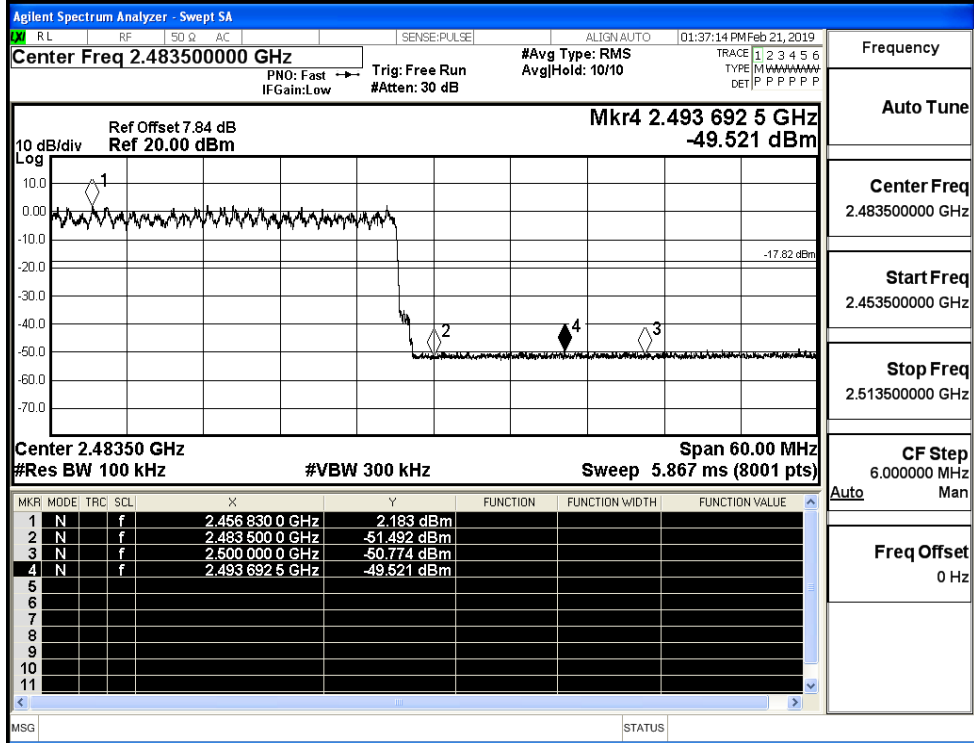 Agilent Spectrum Analyzer - Swept SA
LXI RL RF 50 Ω AC SENSE:PULSE ALIGNAUTO 01:37:14 PM Feb 21, 2019
Center Freq 2.483500000 GHz
PNO: Fast
IFGain:Low
Trig: Free Run
#Atten: 30 dB
#Avg Type: RMS
Avg|Hold: 10/10
TRACE 1 2 3 4 5 6
TYPE M WWWWW
DET P P P P P P
Ref Offset 7.84 dB
10 dB/div Ref 20.00 dBm
Log
Mkr4 2.493 692 5 GHz
-49.521 dBm
10.0
0.00
-10.0
-20.0
-30.0
-40.0
-50.0
-60.0
-70.0
1
2
4
3
-17.82 dBm
Center 2.48350 GHz Span 60.00 MHz
#Res BW 100 kHz #VBW 300 kHz Sweep 5.867 ms (8001 pts)
MKR MODE TRC SCL X Y FUNCTION FUNCTION WIDTH FUNCTION VALUE
1 N f 2.456 830 0 GHz 2.183 dBm
2 N f 2.483 500 0 GHz -51.492 dBm
3 N f 2.500 000 0 GHz -50.774 dBm
4 N f 2.493 692 5 GHz -49.521 dBm
5
6
7
8
9
10
11
MSG STATUS
Frequency
Auto Tune
Center Freq
2.483500000 GHz
Start Freq
2.453500000 GHz
Stop Freq
2.513500000 GHz
CF Step
6.000000 MHz
Auto Man
Freq Offset
0 Hz